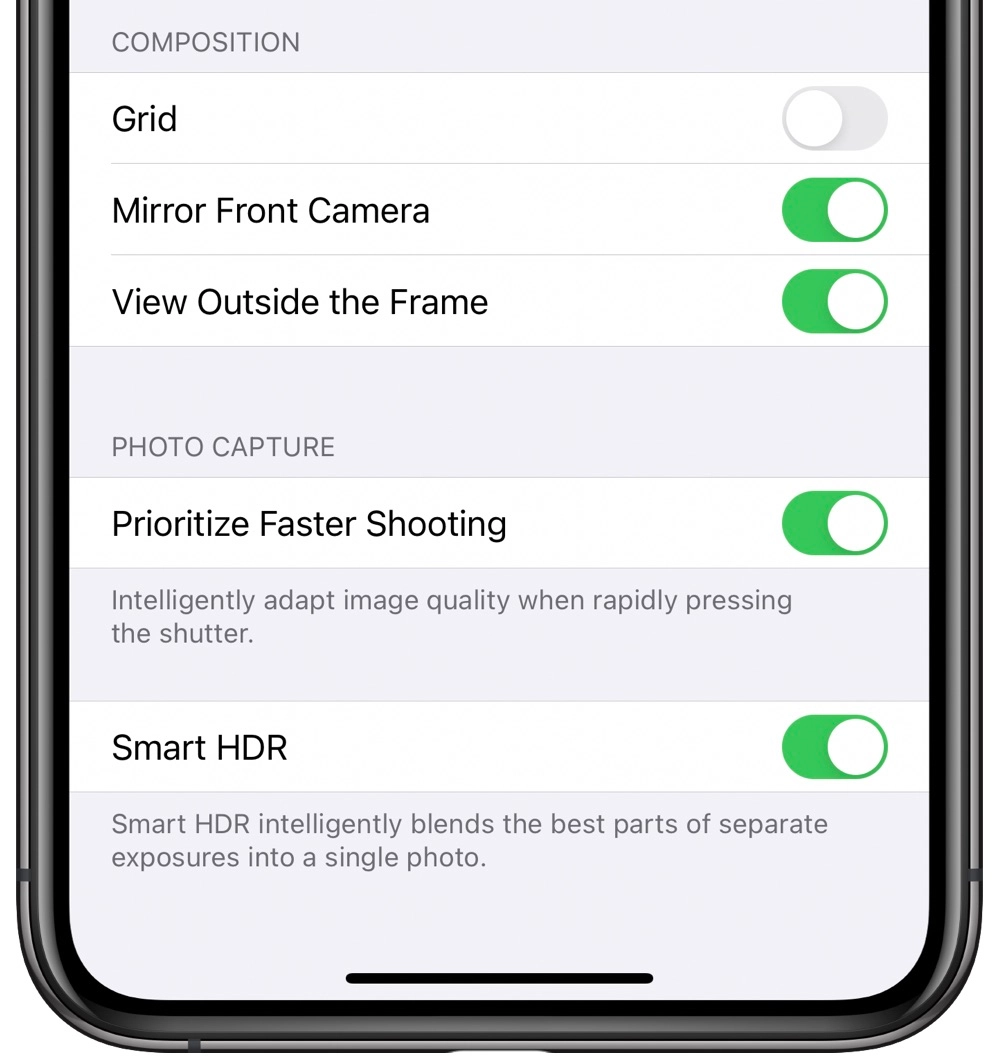 COMPOSITION
Grid
Mirror Front Camera
View Outside the Frame
PHOTO CAPTURE
Prioritize Faster Shooting
Intelligently adapt image quality when rapidly pressing
the shutter.
Smart HDR
Smart HDR intelligently blends the best parts of separate
exposures into a single photo.